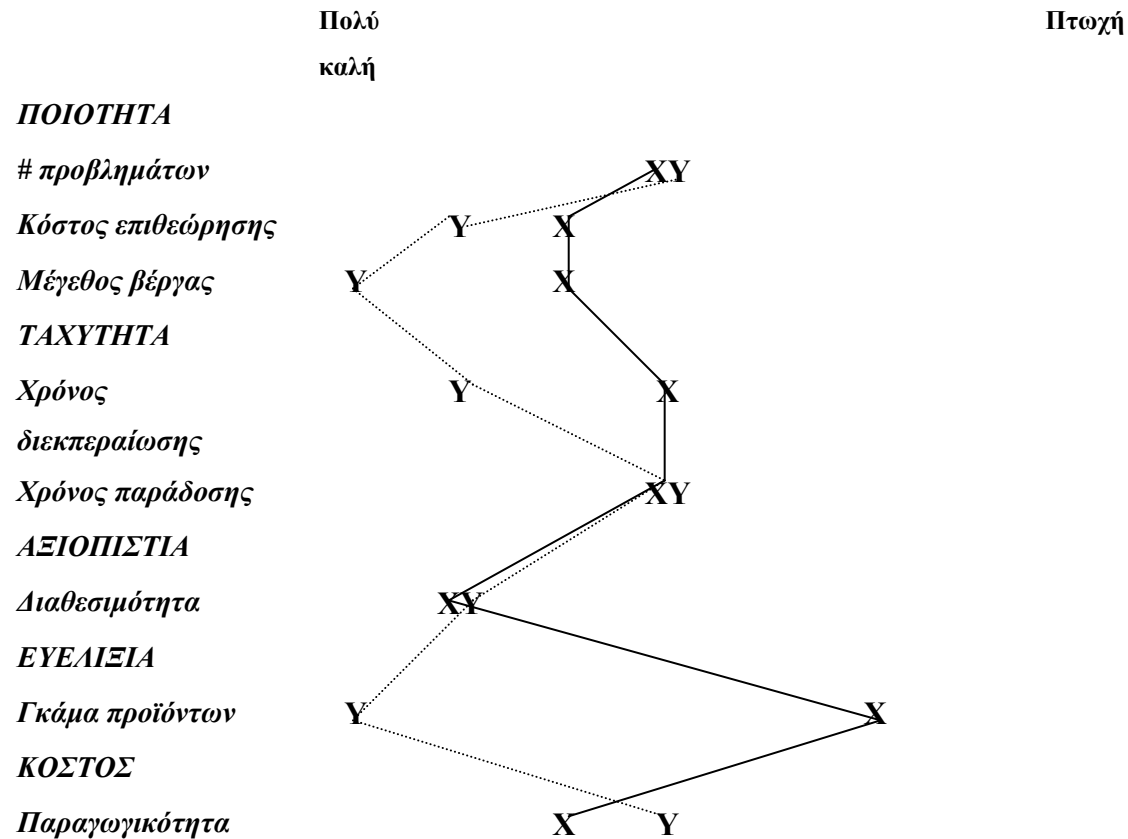 Πολύ Πτωχή
καλή
ΠΟΙΟΤΗΤΑ
# προβλημάτων XY
Κόστος επιθεώρησης Y X
Μέγεθος βέργας Y X
ΤΑΧΥΤΗΤΑ
Χρόνος Y X
διεκπεραίωσης
Χρόνος παράδοσης XY
ΑΞΙΟΠΙΣΤΙΑ
Διαθεσιμότητα XY
ΕΥΕΛΙΞΙΑ
Γκάμα προϊόντων Y X
ΚΟΣΤΟΣ
Παραγωγικότητα X Y